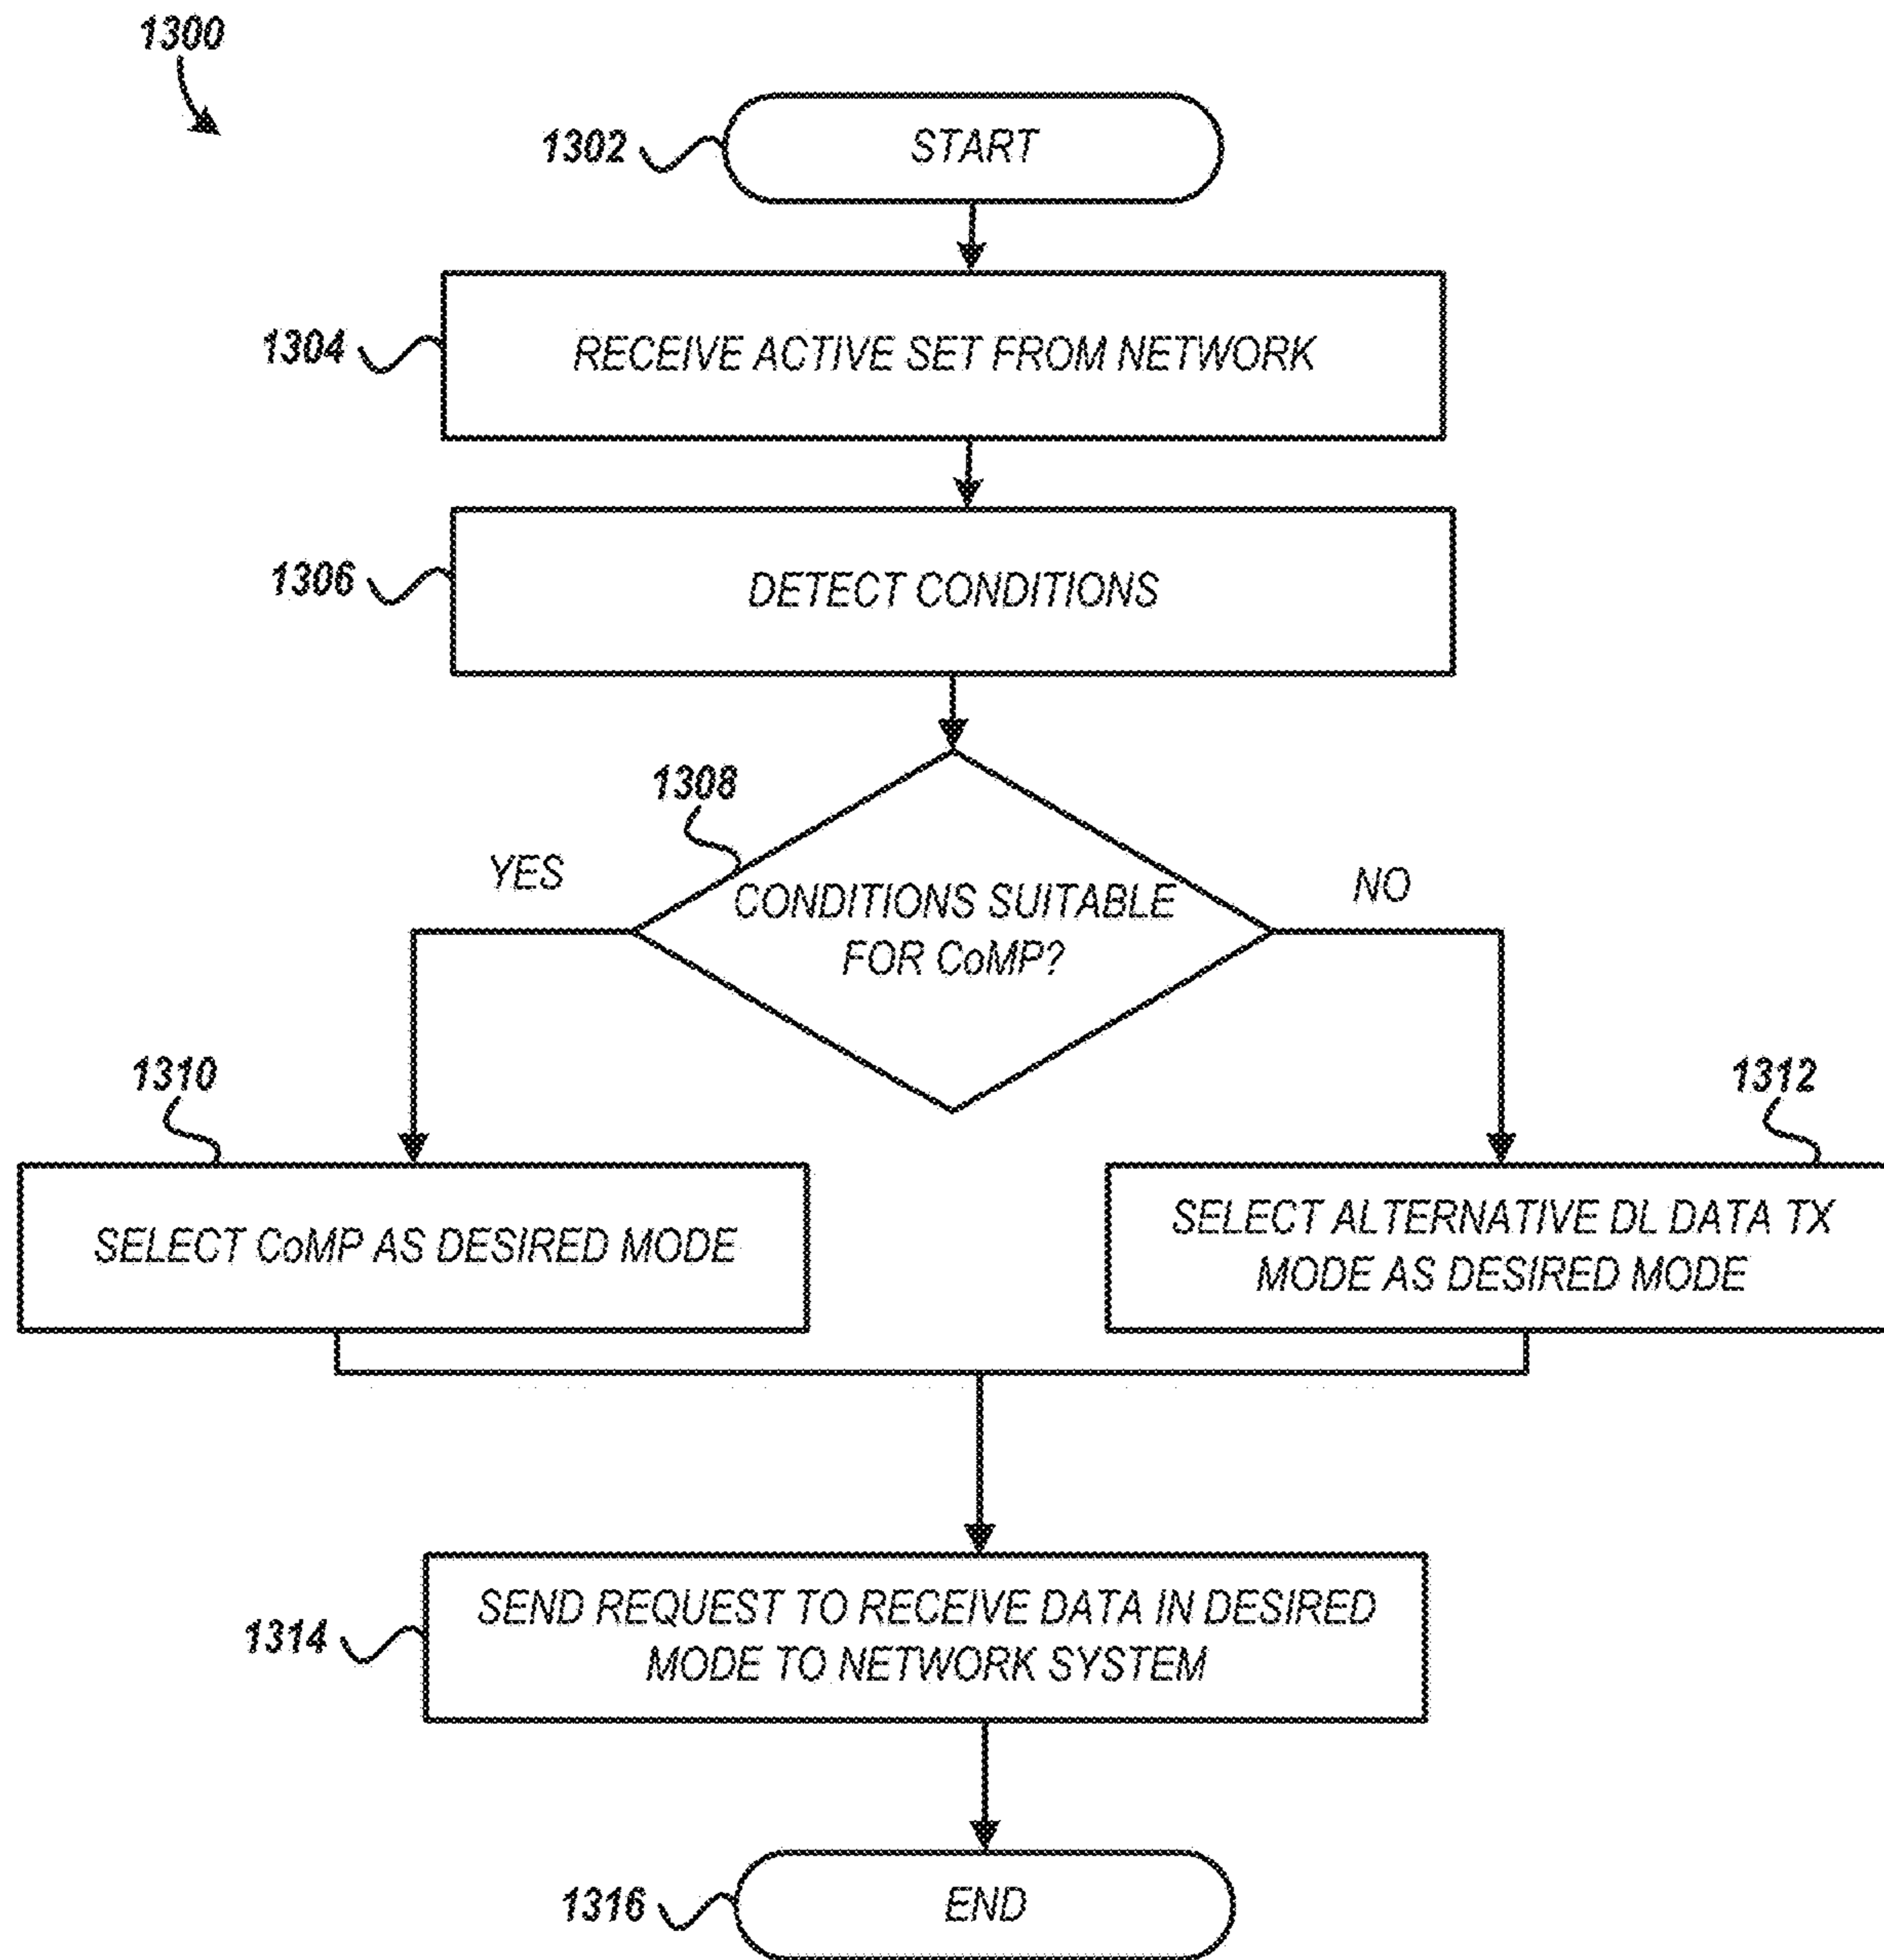 1300
1302
START
1304
RECEIVE ACTIVE SET FROM NETWORK
1306
DETECT CONDITIONS
1308
YES
NO
CONDITIONS SUITABLE
FOR CoMP?
1310
1312
SELECT CoMP AS DESIRED MODE
SELECT ALTERNATIVE DL DATA TX
MODE AS DESIRED MODE
1314
SEND REQUEST TO RECEIVE DATA IN DESIRED
MODE TO NETWORK SYSTEM
1316
END